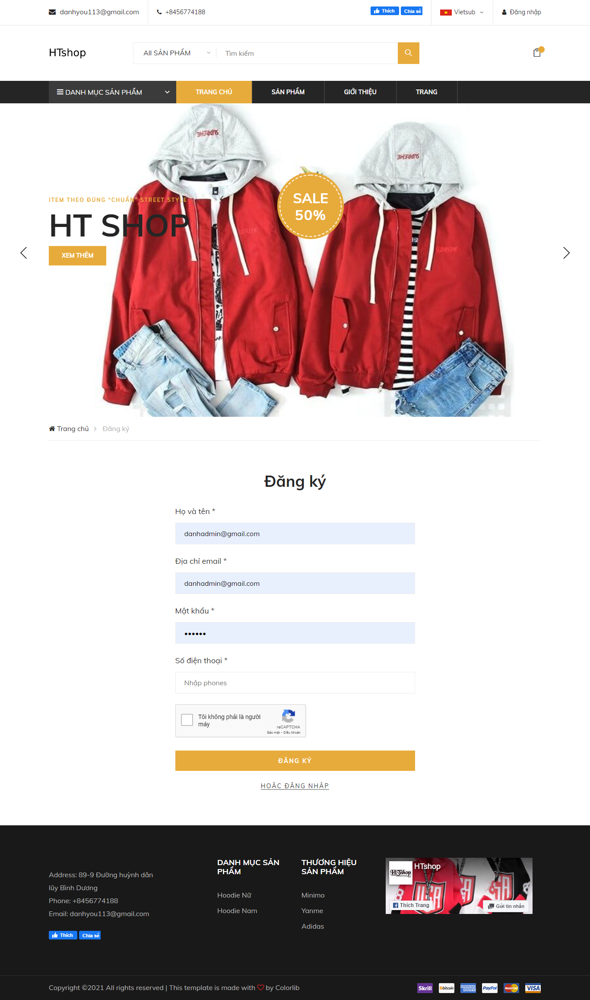 danhyou113@gmail.com
+8456774188
Thích
Chia sẻ
Vietsub
Đăng nhập
HTshop
All SẢN PHẨM
Tìm kiếm
DANH MỤC SẢN PHẨM
TRANG CHỦ
SẢN PHẨM
GIỚI THIỆU
TRANG
SUPREME
SUPREME
SALE
50%
ITEM THEO ĐÚNG “CHUẨN” STREET STYLE
HT SHOP
SUPREME
SUPREME
XEM THÊM
Trang chủ
Đăng ký
Đăng ký
Họ và tên *
danhadmin@gmail.com
Địa chỉ email *
danhadmin@gmail.com
Mật khẩu *
••••••
Số điện thoại *
Nhập phones
Tôi không phải là người
máy
reCAPTCHA
Bảo mật - Điều khoản
ĐĂNG KÝ
HOẶC ĐĂNG NHẬP
Address: 89-9 Đường huỳnh dân
lũy Bình Dương
Phone: +8456774188
Email: danhyou113@gmail.com
Thích
Chia sẻ
DANH MỤC SẢN
PHẨM
Hoodie Nữ
Hoodie Nam
THƯƠNG HIỆU
SẢN PHẨM
Minimo
Yanme
Adidas
HTshop
HTshop
Thích Trang
Gửi tin nhắn
Copyright ©2021 All rights reserved | This template is made with by Colorlib
Skrill
bitcoin
AMERICAN
EXPRESS
PayPal
MasterCard
VISA